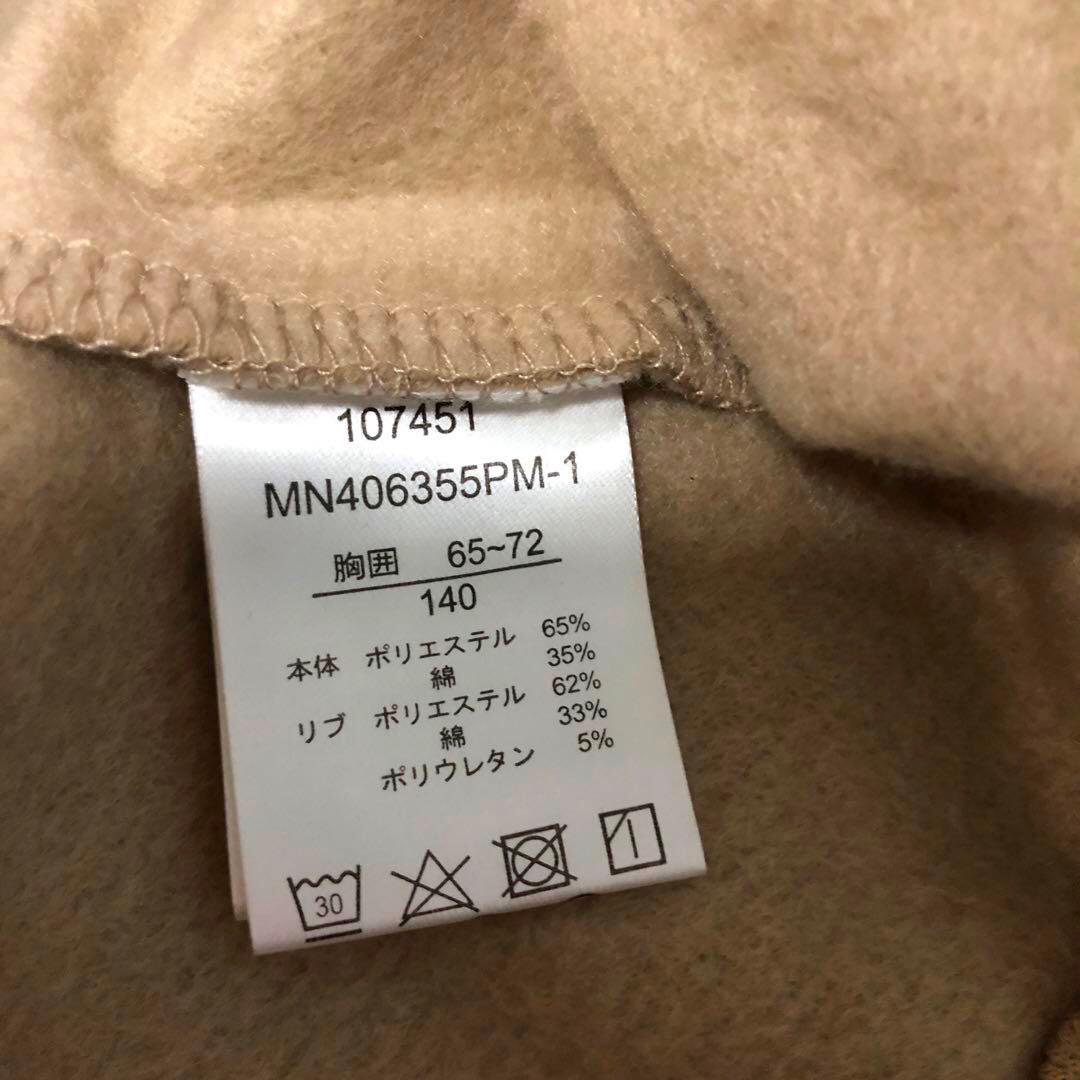 107451
MN406355PM-1
胸囲 65~72
140
本体 ポリエステル 65%
綿 35%
リブ ポリエステル 62%
綿 33%
ポリウレタン 5%
30